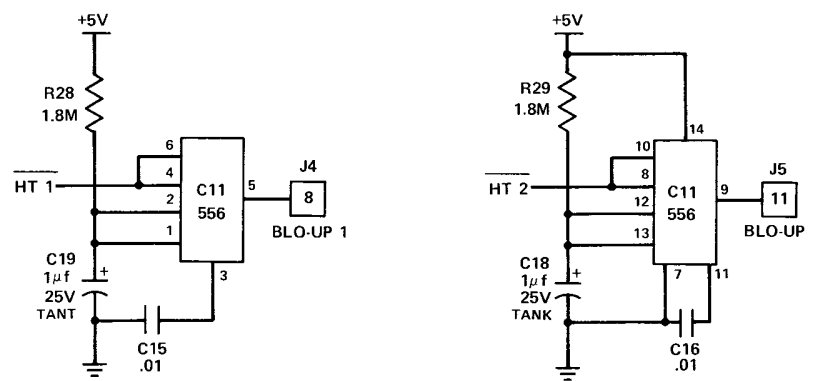 +5V
R28
1.8M
6
4
HT 1
2
1
C11
556
5
J4
8
BLO-UP 1
3
C19
1μf
25V
TANT
+
C15
.01
+5V
R29
1.8M
14
10
8
HT 2
12
13
C11
556
9
J5
11
BLO-UP
7
11
C18
1μf
25V
TANK
+
C16
.01